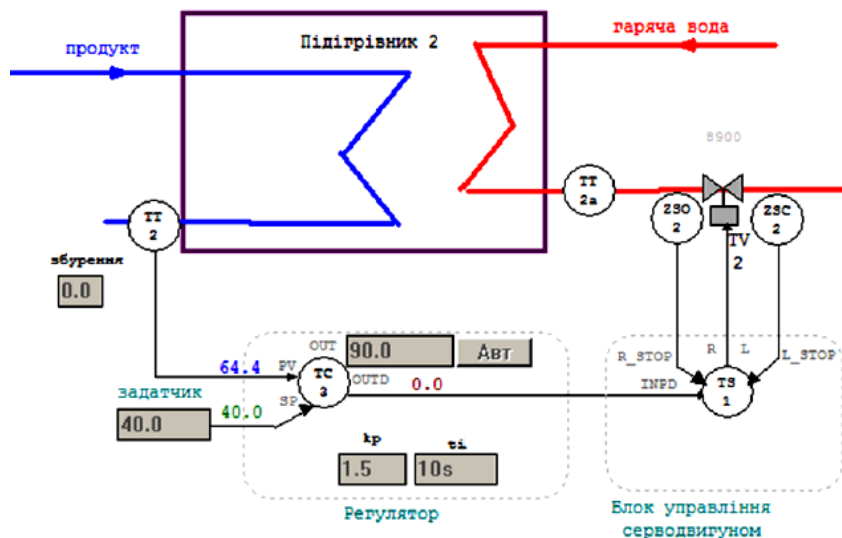 продукт
Підігрівник 2
гаряча вода
8900
TT
2a
TT
2
ZSO
2
ZSC
2
TV
2
збурення
0.0
OUT
90.0
Авт
R_STOP
R
L
L_STOP
64.4
PV
TC
3
OUTD
0.0
INPD
TS
1
задатчик
40.0
40.0
SP
kp
ti
1.5
10s
Регулятор
Блок управління
серводвигуном